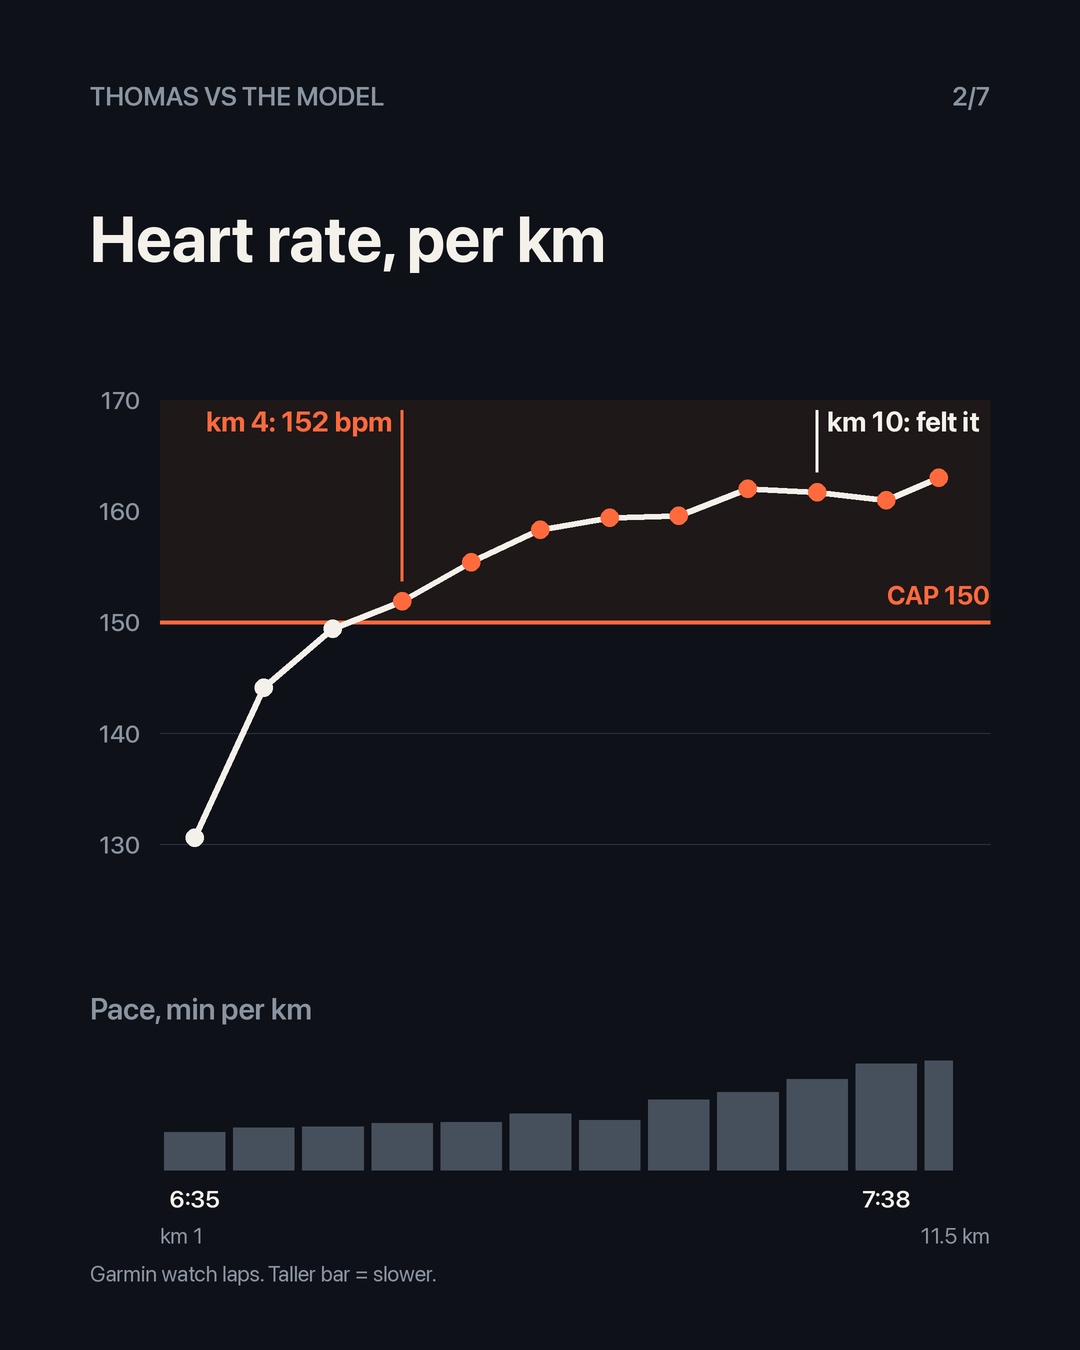 THOMAS VS THE MODEL
2/7
Heart rate, per km
170
km 4: 152 bpm
km 10: felt it
160
CAP 150
150
140
130
Pace, min per km
6:35
7:38
km 1
11.5 km
Garmin watch laps. Taller bar = slower.